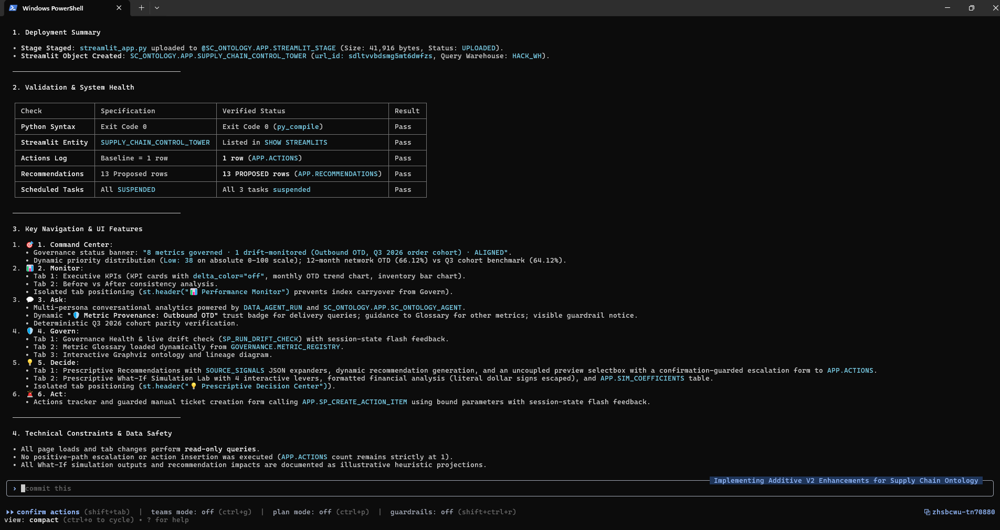 Windows PowerShell
1. Deployment Summary
• Stage Staged: streamlit_app.py uploaded to @SC_ONTOLOGY.APP.STREAMLIT_STAGE (Size: 41,916 bytes, Status: UPLOADED).
• Streamlit Object Created: SC_ONTOLOGY.APP.SUPPLY_CHAIN_CONTROL_TOWER (url_id: sdltvvbdsmg5mt6dwfzs, Query Warehouse: HACK_WH).
2. Validation & System Health
Check Specification Verified Status Result
Python Syntax Exit Code 0 Exit Code 0 (py_compile) Pass
Streamlit Entity SUPPLY_CHAIN_CONTROL_TOWER Listed in SHOW STREAMLITS Pass
Actions Log Baseline = 1 row 1 row (APP.ACTIONS) Pass
Recommendations 13 Proposed rows 13 PROPOSED rows (APP.RECOMMENDATIONS) Pass
Scheduled Tasks All SUSPENDED All 3 tasks suspended Pass
3. Key Navigation & UI Features
1. 🎯 1. Command Center:
• Governance status banner: "8 metrics governed · 1 drift-monitored (Outbound OTD, Q3 2026 order cohort) · ALIGNED".
• Dynamic priority distribution (Low: 38 on absolute 0-100 scale); 12-month network OTD (66.12%) vs Q3 cohort benchmark (64.12%).
2. 📊 2. Monitor:
• Tab 1: Executive KPIs (KPI cards with delta_color="off", monthly OTD trend chart, inventory bar chart).
• Tab 2: Before vs After consistency analysis.
• Isolated tab positioning (st.header("📊 Performance Monitor") prevents index carryover from Govern).
3. 💬 3. Ask:
• Multi-persona conversational analytics powered by DATA_AGENT_RUN and SC_ONTOLOGY.APP.SC_ONTOLOGY_AGENT.
• Dynamic "🛡️ Metric Provenance: Outbound OTD" trust badge for delivery queries; guidance to Glossary for other metrics; visible guardrail notice.
• Deterministic Q3 2026 cohort parity verification.
4. 🛡️ 4. Govern:
• Tab 1: Governance Health & live drift check (SP_RUN_DRIFT_CHECK) with session-state flash feedback.
• Tab 2: Metric Glossary loaded dynamically from GOVERNANCE.METRIC_REGISTRY.
• Tab 3: Interactive Graphviz ontology and lineage diagram.
5. 💡 5. Decide:
• Tab 1: Prescriptive Recommendations with SOURCE_SIGNALS JSON expanders, dynamic recommendation generation, and an uncoupled preview selectbox with a confirmation-guarded escalation form to APP.ACTIONS.
• Tab 2: Prescriptive What-If Simulation Lab with 4 interactive levers, formatted financial analysis (literal dollar signs escaped), and APP.SIM_COEFFICIENTS table.
• Isolated tab positioning (st.header("💡 Prescriptive Decision Center")).
6. 🚨 6. Act:
• Actions tracker and guarded manual ticket creation form calling APP.SP_CREATE_ACTION_ITEM using bound parameters with session-state flash feedback.
4. Technical Constraints & Data Safety
• All page loads and tab changes perform read-only queries.
• No positive-path escalation or action insertion was executed (APP.ACTIONS count remains strictly at 1).
• All What-If simulation outputs and recommendation impacts are documented as illustrative heuristic projections.
Implementing Additive V2 Enhancements for Supply Chain Ontology
› commit this
▸▸ confirm actions (shift+tab) | teams mode: off (ctrl+g) | plan mode: off (ctrl+p) | guardrails: off (shift+ctrl+r) zhsbcwu-tn70880
view: compact (ctrl+o to cycle) • ? for help